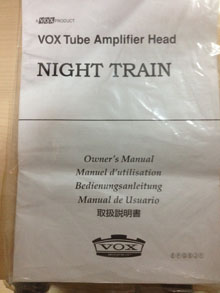 VOX PRODUCT
VOX Tube Amplifier Head
NIGHT TRAIN
Owner's Manual
Manuel d'utilisation
Bedienungsanleitung
Manual de Usuario
取扱説明書
VOX